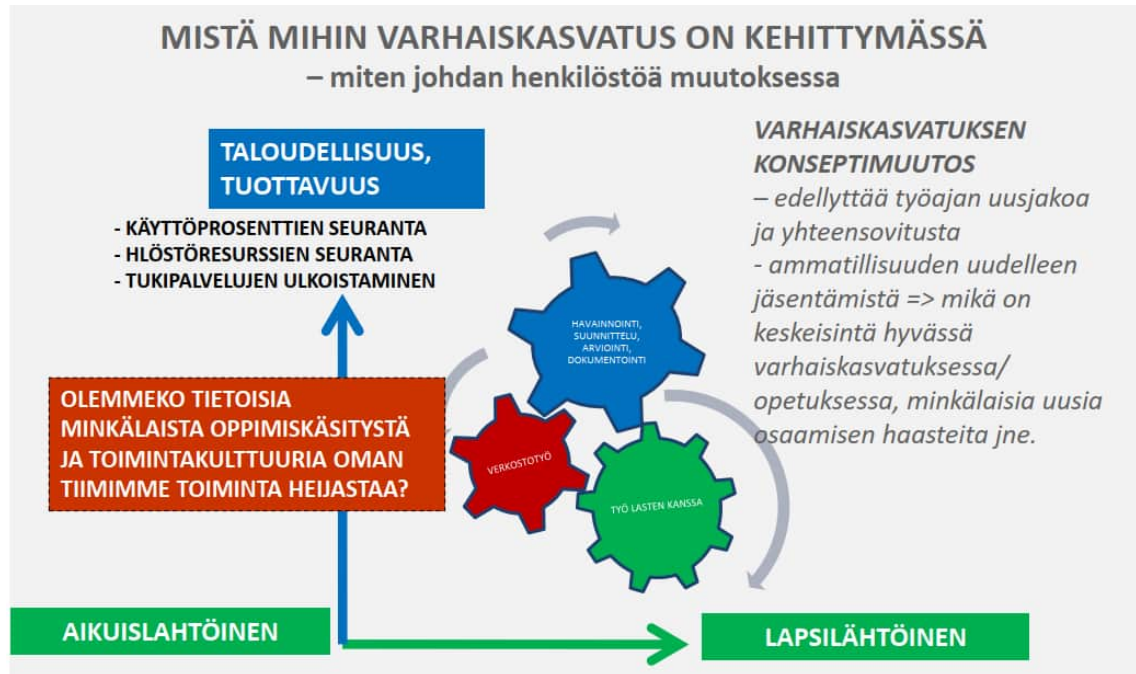 MISTÄ MIHIN VARHAISKASVATUS ON KEHITTYMÄSSÄ
– miten johdan henkilöstöä muutoksessa
TALOUDELLISUUS,
TUOTTAVUUS
- KÄYTTÖPROSENTTIEN SEURANTA
- HLÖSTÖRESURSSIEN SEURANTA
- TUKIPALVELUJEN ULKOISTAMINEN
OLEMMEKO TIETOISIA
MINKÄLAISTA OPPIMISKÄSITYSTÄ
JA TOIMINTAKULTTUURIA OMAN
TIIMIMME TOIMINTA HEIJASTAA?
HAVAINNOINTI,
SUUNNITTELU,
ARVIOINTI,
DOKUMENTOINTI
VERKOSTOTYÖ
TYÖ LASTEN KANSSA
VARHAISKASVATUKSEN
KONSEPTIMUUTOS
– edellyttää työajan uusjakoa
ja yhteensovitusta
- ammatillisuuden uudelleen
jäsentämistä => mikä on
keskeisintä hyvässä
varhaiskasvatuksessa/
opetuksessa, minkälaisia uusia
osaamisen haasteita jne.
AIKUISLAHTÖINEN
LAPSILÄHTÖINEN